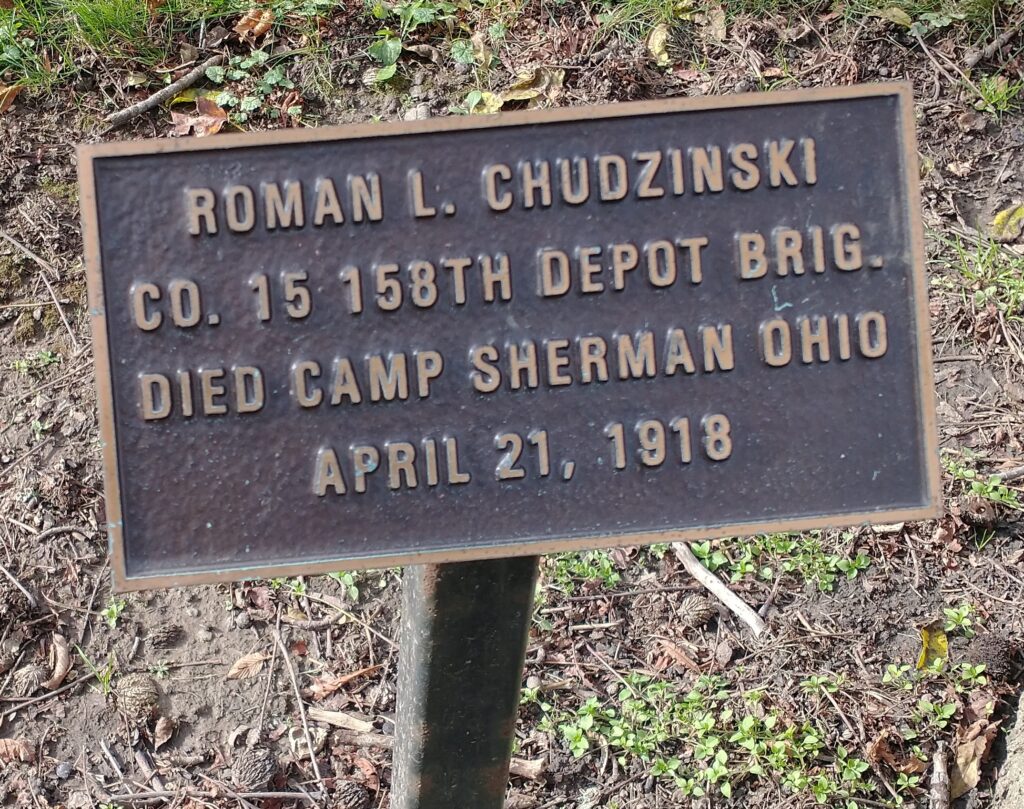 ROMAN L. CHUDZINSKI
CO. 15 158TH DEPOT BRIG.
DIED CAMP SHERMAN OHIO
APRIL 21, 1918